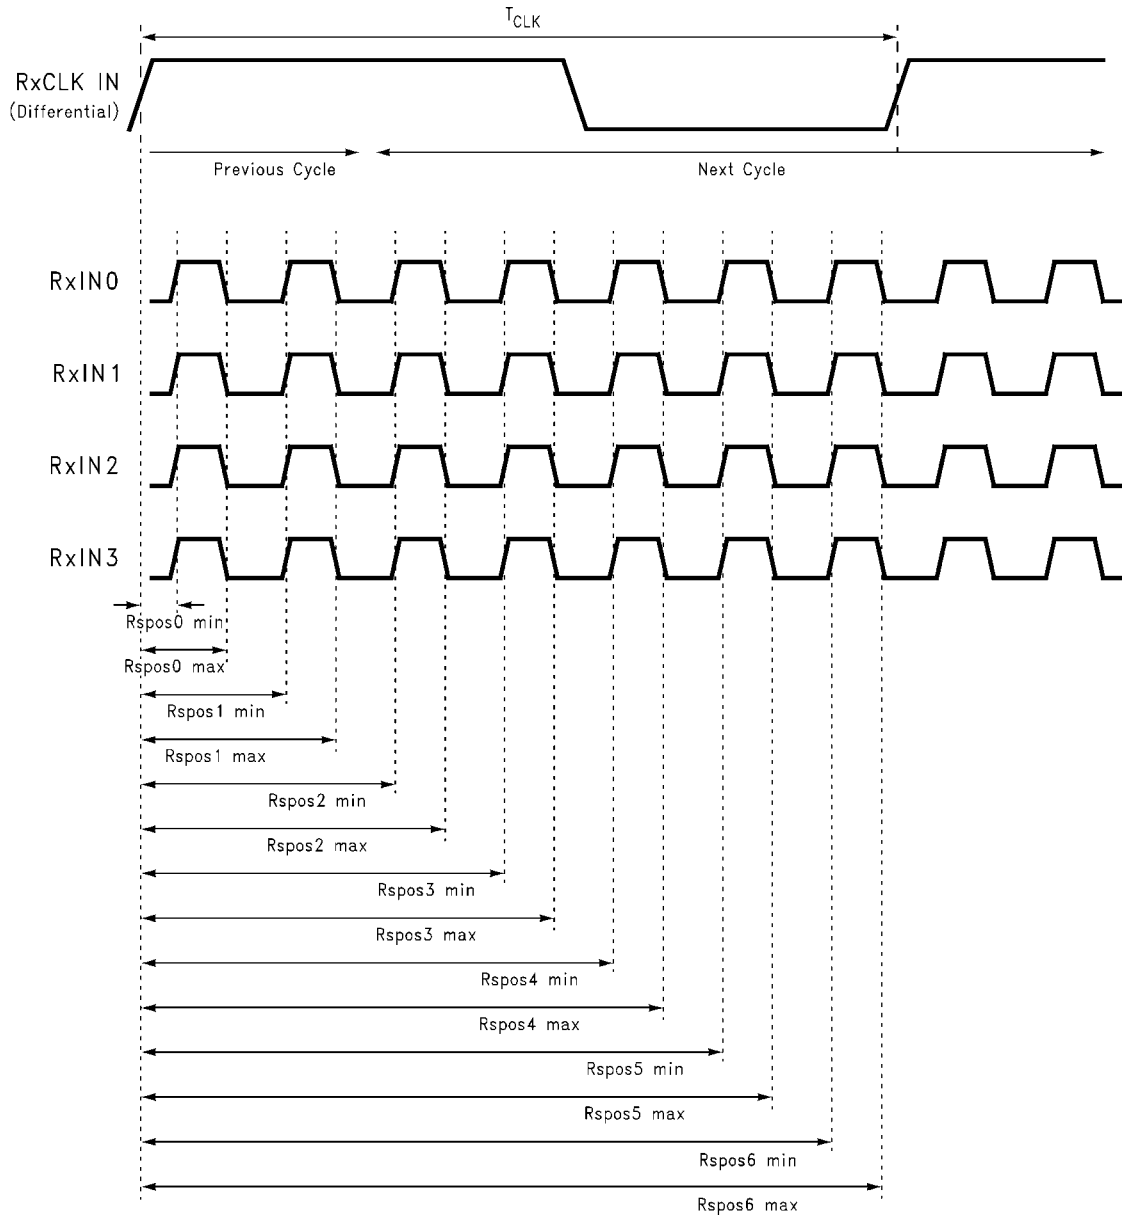 TCLK
RxCLK IN
(Differential)
Previous Cycle
Next Cycle
RxIN0
RxIN1
RxIN2
RxIN3
Rspos0 min
Rspos0 max
Rspos1 min
Rspos1 max
Rspos2 min
Rspos2 max
Rspos3 min
Rspos3 max
Rspos4 min
Rspos4 max
Rspos5 min
Rspos5 max
Rspos6 min
Rspos6 max